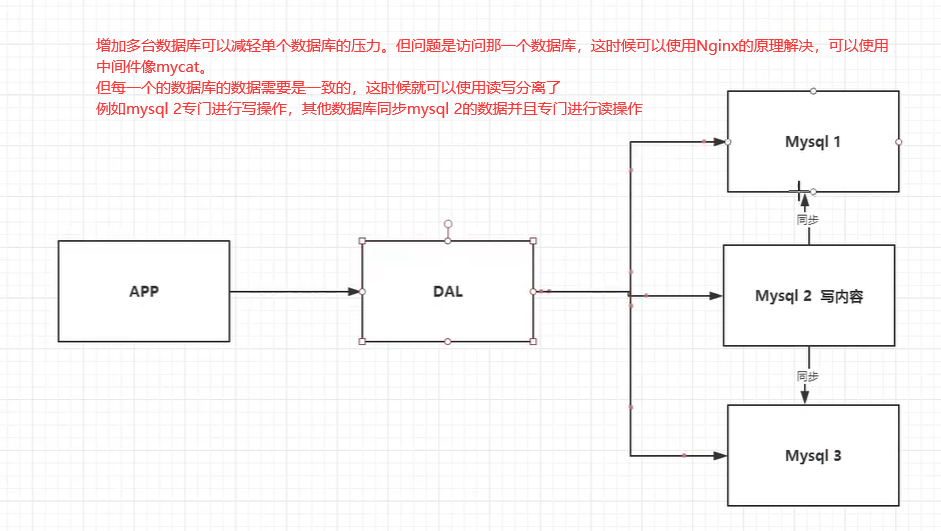 增加多台数据库可以减轻单个数据库的压力。但问题是访问那一个数据库，这时候可以使用Nginx的原理解决，可以使用
中间件像mycat。
但每一个的数据库的数据需要是一致的，这时候就可以使用读写分离了
例如mysql 2专门进行写操作，其他数据库同步mysql 2的数据并且专门进行读操作
Mysql 1
同步
APP
DAL
Mysql 2 写内容
同步
Mysql 3